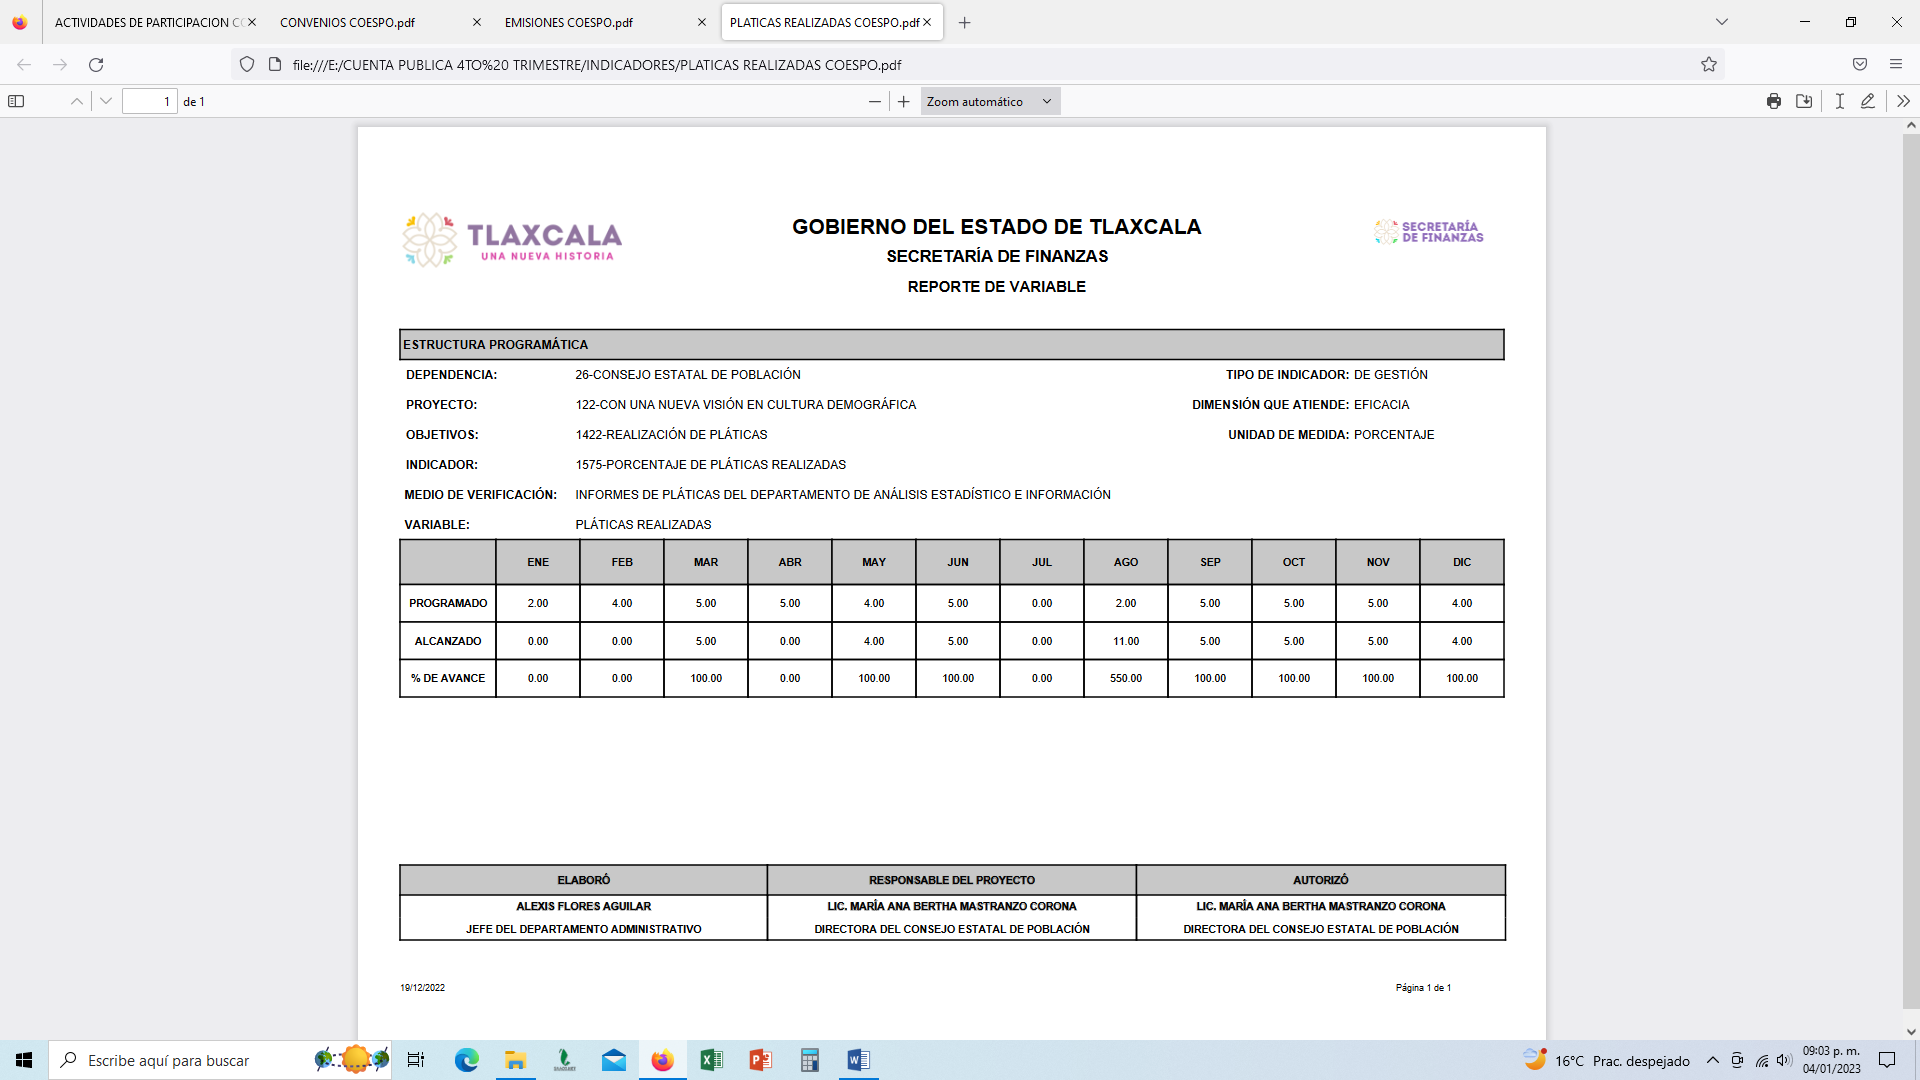 ACTIVIDADES DE PARTICIPACION CO
CONVENIOS COESPO.pdf
EMISIONES COESPO.pdf
PLATICAS REALIZADAS COESPO.pdf
file:///E:/CUENTA PUBLICA 4TO%20 TRIMESTRE/INDICADORES/PLATICAS REALIZADAS COESPO.pdf
1 de 1
Zoom automático
TLAXCALA
UNA NUEVA HISTORIA
GOBIERNO DEL ESTADO DE TLAXCALA
SECRETARÍA DE FINANZAS
REPORTE DE VARIABLE
SECRETARÍA
DE FINANZAS
ESTRUCTURA PROGRAMÁTICA
DEPENDENCIA: 26-CONSEJO ESTATAL DE POBLACIÓN TIPO DE INDICADOR: DE GESTIÓN
PROYECTO: 122-CON UNA NUEVA VISIÓN EN CULTURA DEMOGRÁFICA DIMENSIÓN QUE ATIENDE: EFICACIA
OBJETIVOS: 1422-REALIZACIÓN DE PLÁTICAS UNIDAD DE MEDIDA: PORCENTAJE
INDICADOR: 1575-PORCENTAJE DE PLÁTICAS REALIZADAS
MEDIO DE VERIFICACIÓN: INFORMES DE PLÁTICAS DEL DEPARTAMENTO DE ANÁLISIS ESTADÍSTICO E INFORMACIÓN
VARIABLE: PLÁTICAS REALIZADAS
ENE FEB MAR ABR MAY JUN JUL AGO SEP OCT NOV DIC
PROGRAMADO 2.00 4.00 5.00 5.00 4.00 5.00 0.00 2.00 5.00 5.00 5.00 4.00
ALCANZADO 0.00 0.00 5.00 0.00 4.00 5.00 0.00 11.00 5.00 5.00 5.00 4.00
% DE AVANCE 0.00 0.00 100.00 0.00 100.00 100.00 0.00 550.00 100.00 100.00 100.00 100.00
ELABORÓ RESPONSABLE DEL PROYECTO AUTORIZÓ
ALEXIS FLORES AGUILAR LIC. MARÍA ANA BERTHA MASTRANZO CORONA LIC. MARÍA ANA BERTHA MASTRANZO CORONA
JEFE DEL DEPARTAMENTO ADMINISTRATIVO DIRECTORA DEL CONSEJO ESTATAL DE POBLACIÓN DIRECTORA DEL CONSEJO ESTATAL DE POBLACIÓN
19/12/2022 Página 1 de 1
Escribe aquí para buscar
16°C Prac. despejado
09:03 p. m.
04/01/2023